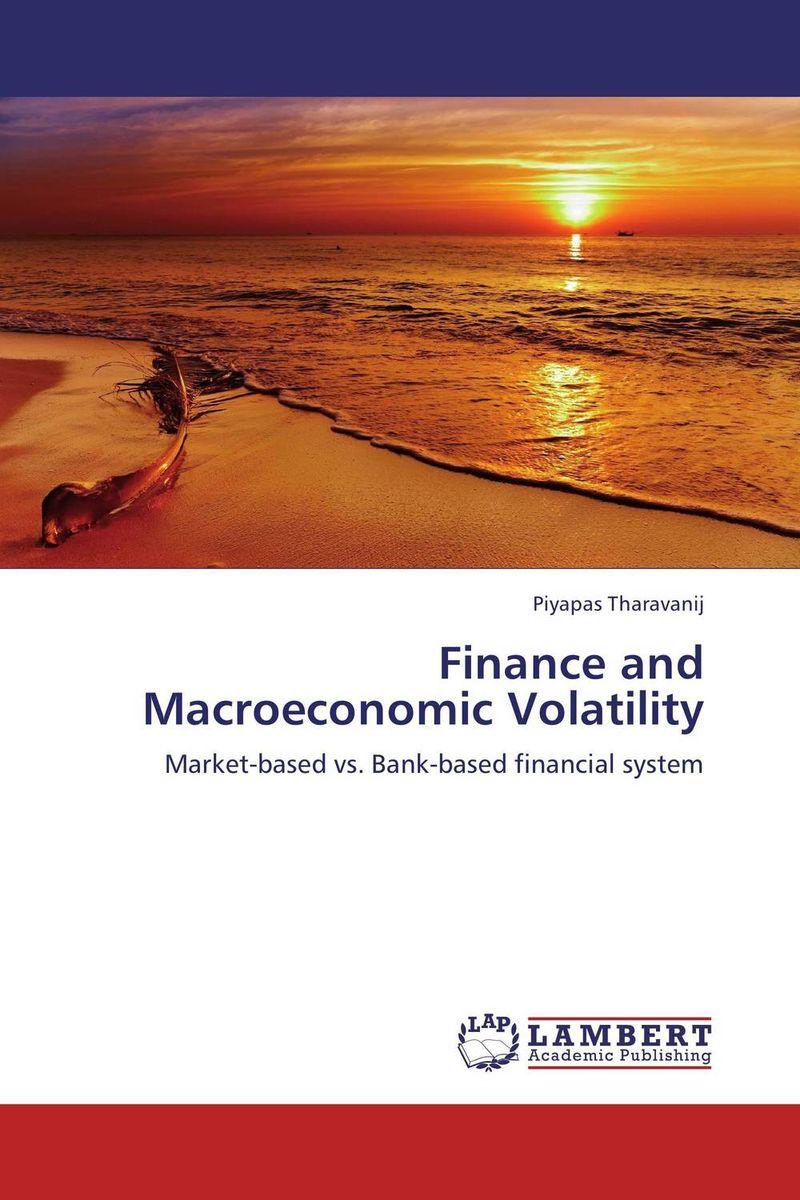 Piyapas Tharavanij
Finance and
Macroeconomic Volatility
Market-based vs. Bank-based financial system
LAP
LAMBERT
Academic Publishing